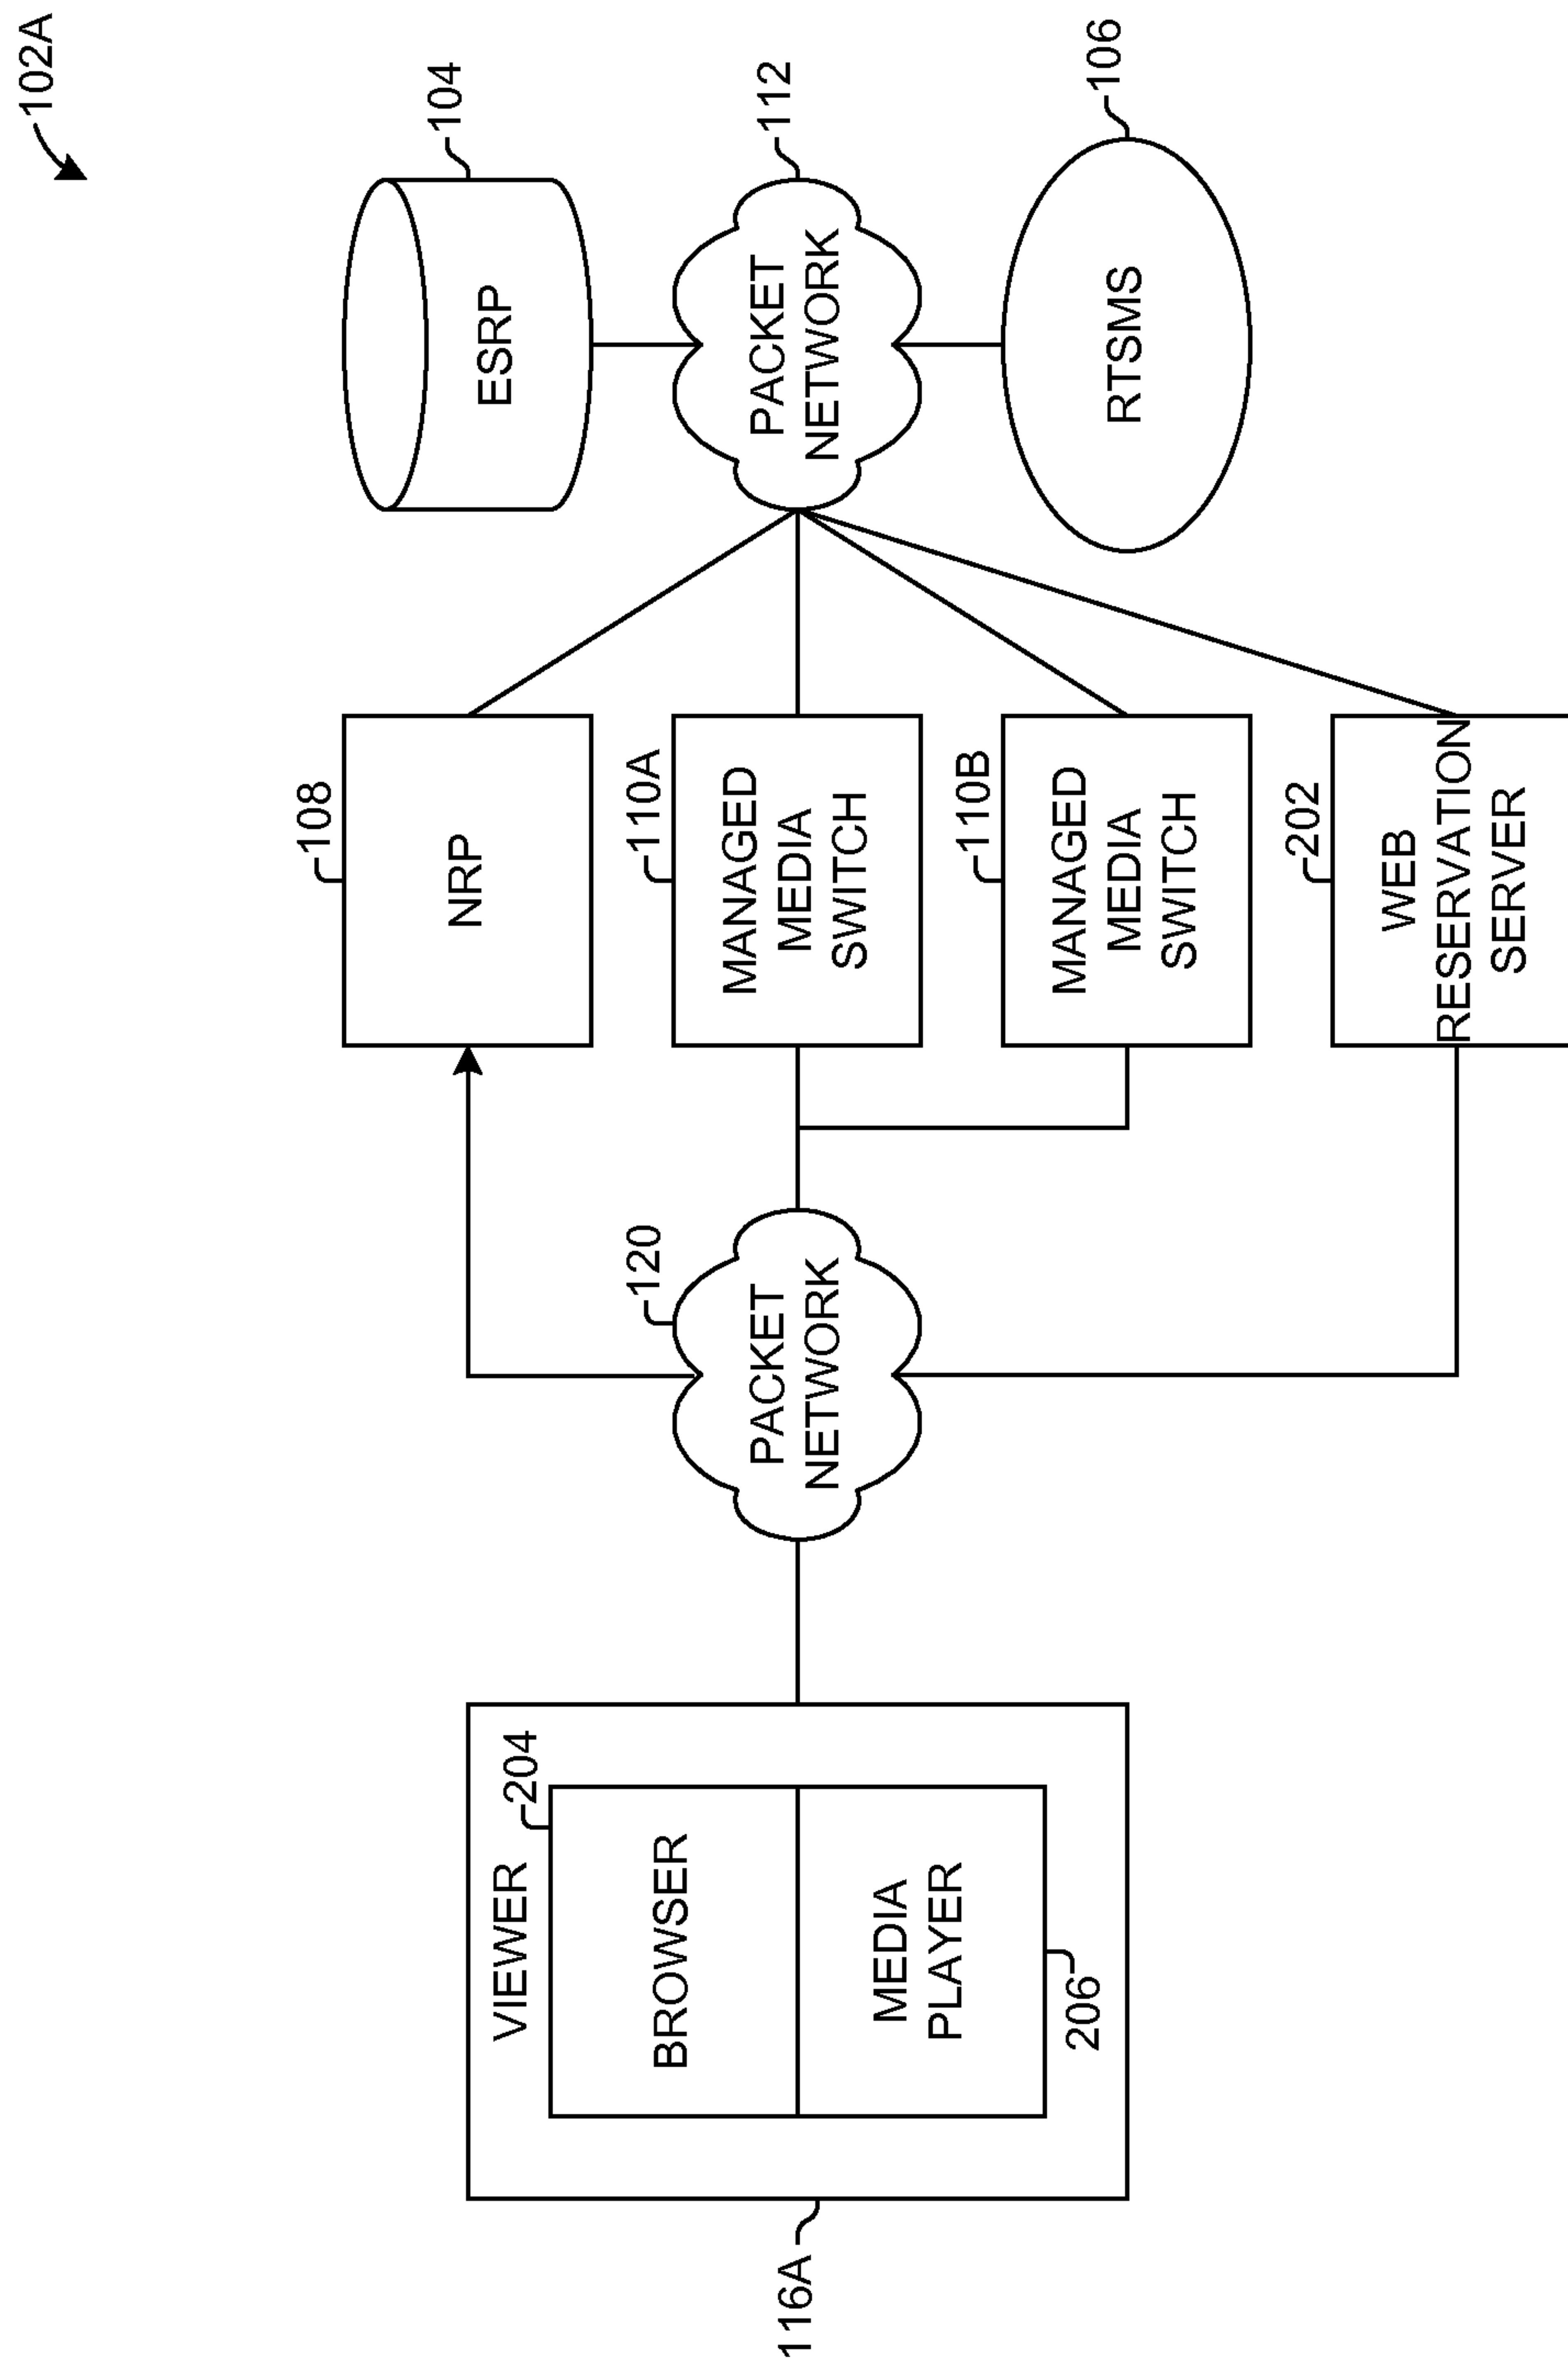 102A
104
ESRP
112
PACKET
NETWORK
106
RTSMS
108
NRP
110A
MANAGED
MEDIA
SWITCH
110B
MANAGED
MEDIA
SWITCH
202
WEB
RESERVATION
SERVER
120
PACKET
NETWORK
VIEWER
204
BROWSER
MEDIA
PLAYER
206
116A